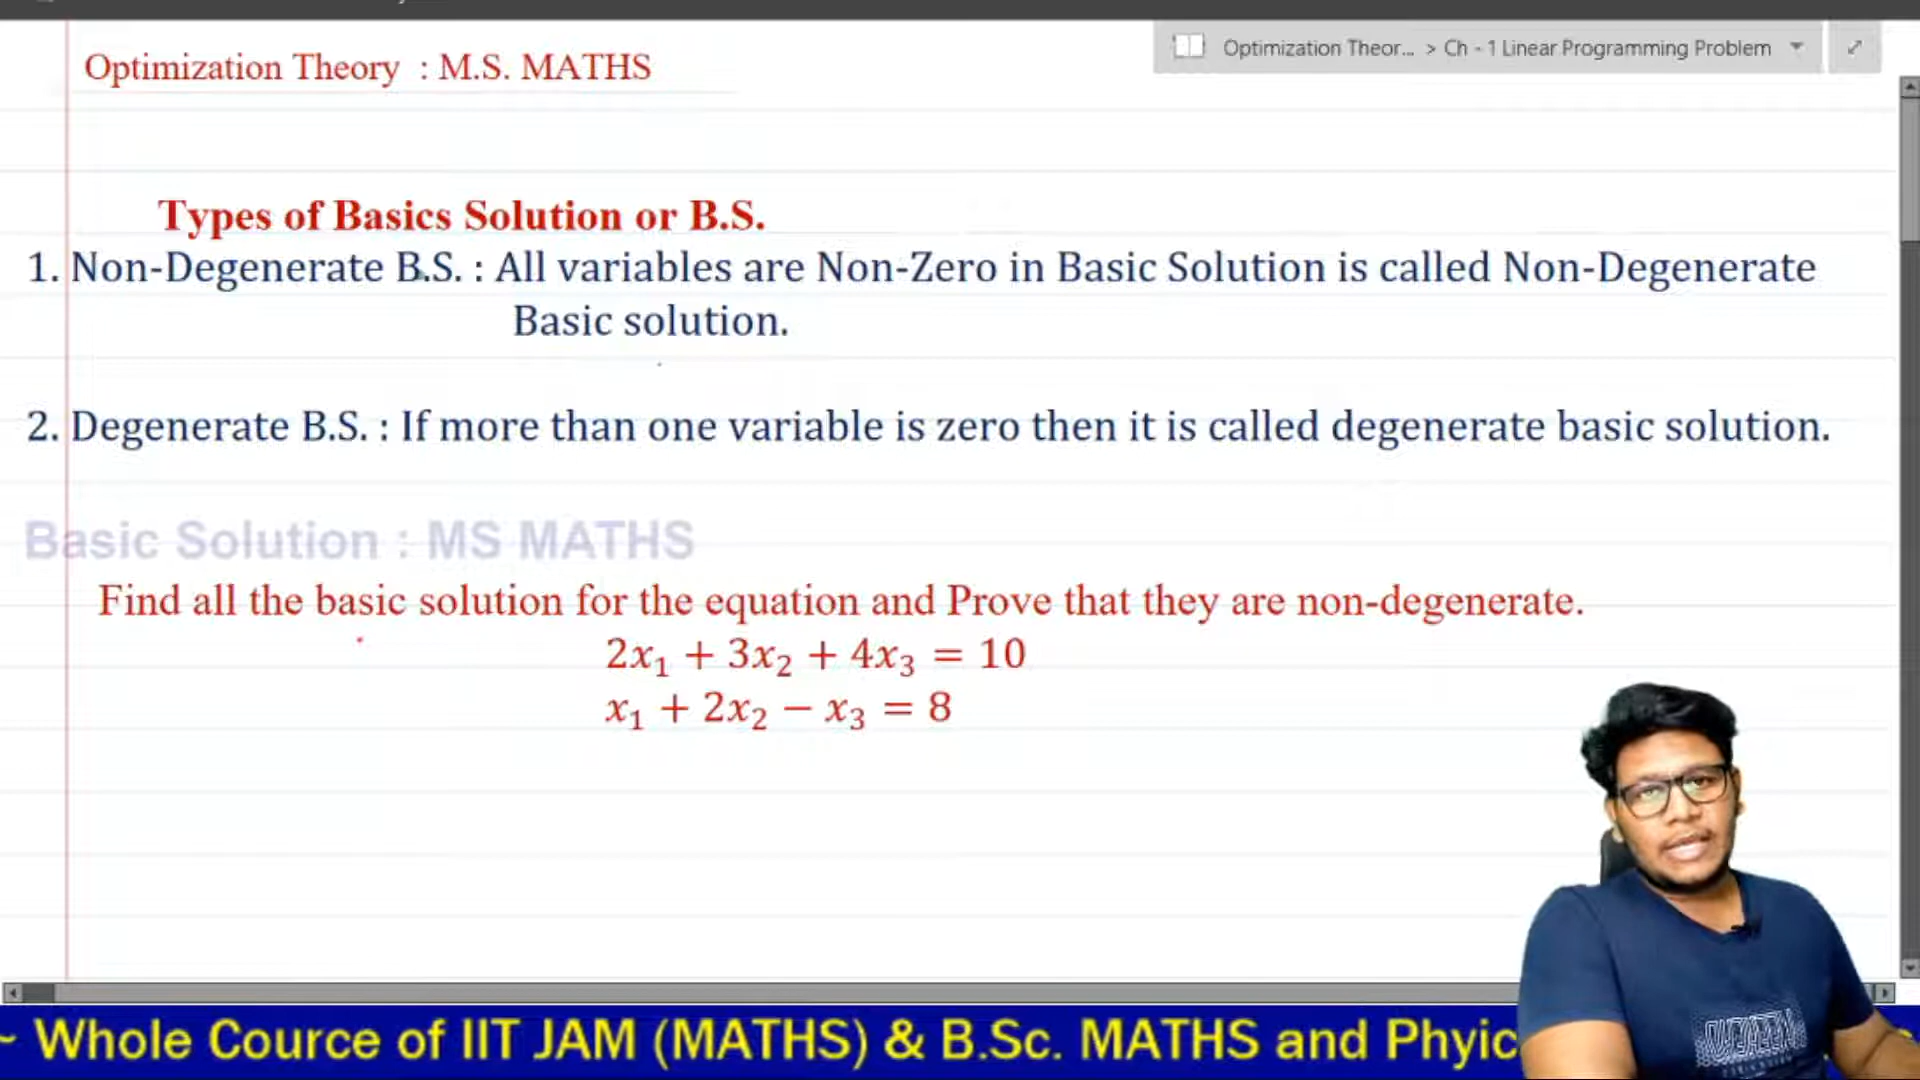 Optimization Theory : M.S. MATHS
Optimization Theor... > Ch - 1 Linear Programming Problem
Types of Basics Solution or B.S.
1. Non-Degenerate B.S. : All variables are Non-Zero in Basic Solution is called Non-Degenerate
Basic solution.
2. Degenerate B.S. : If more than one variable is zero then it is called degenerate basic solution.
Basic Solution : MS MATHS
Find all the basic solution for the equation and Prove that they are non-degenerate.
2x₁ + 3x₂ + 4x₃ = 10
x₁ + 2x₂ − x₃ = 8
~ Whole Cource of IIT JAM (MATHS) & B.Sc. MATHS and Phyic